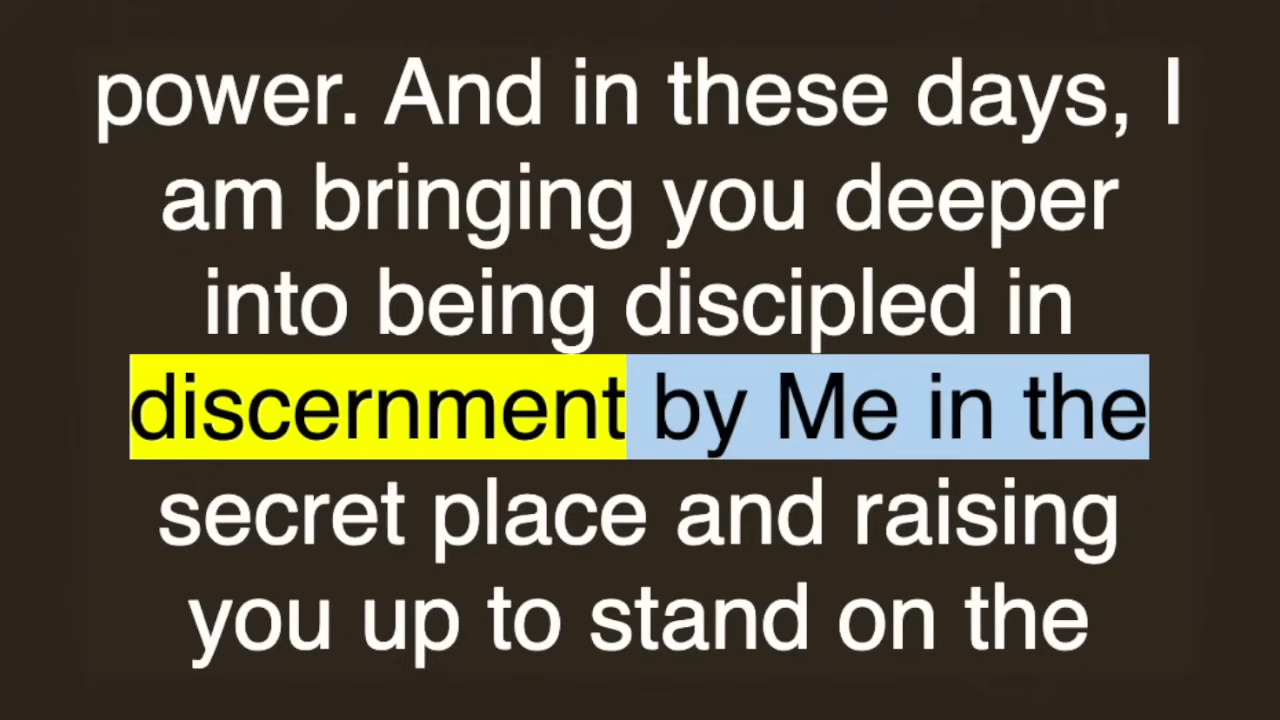 power. And in these days, I
am bringing you deeper
into being discipled in
discernment by Me in the
secret place and raising
you up to stand on the